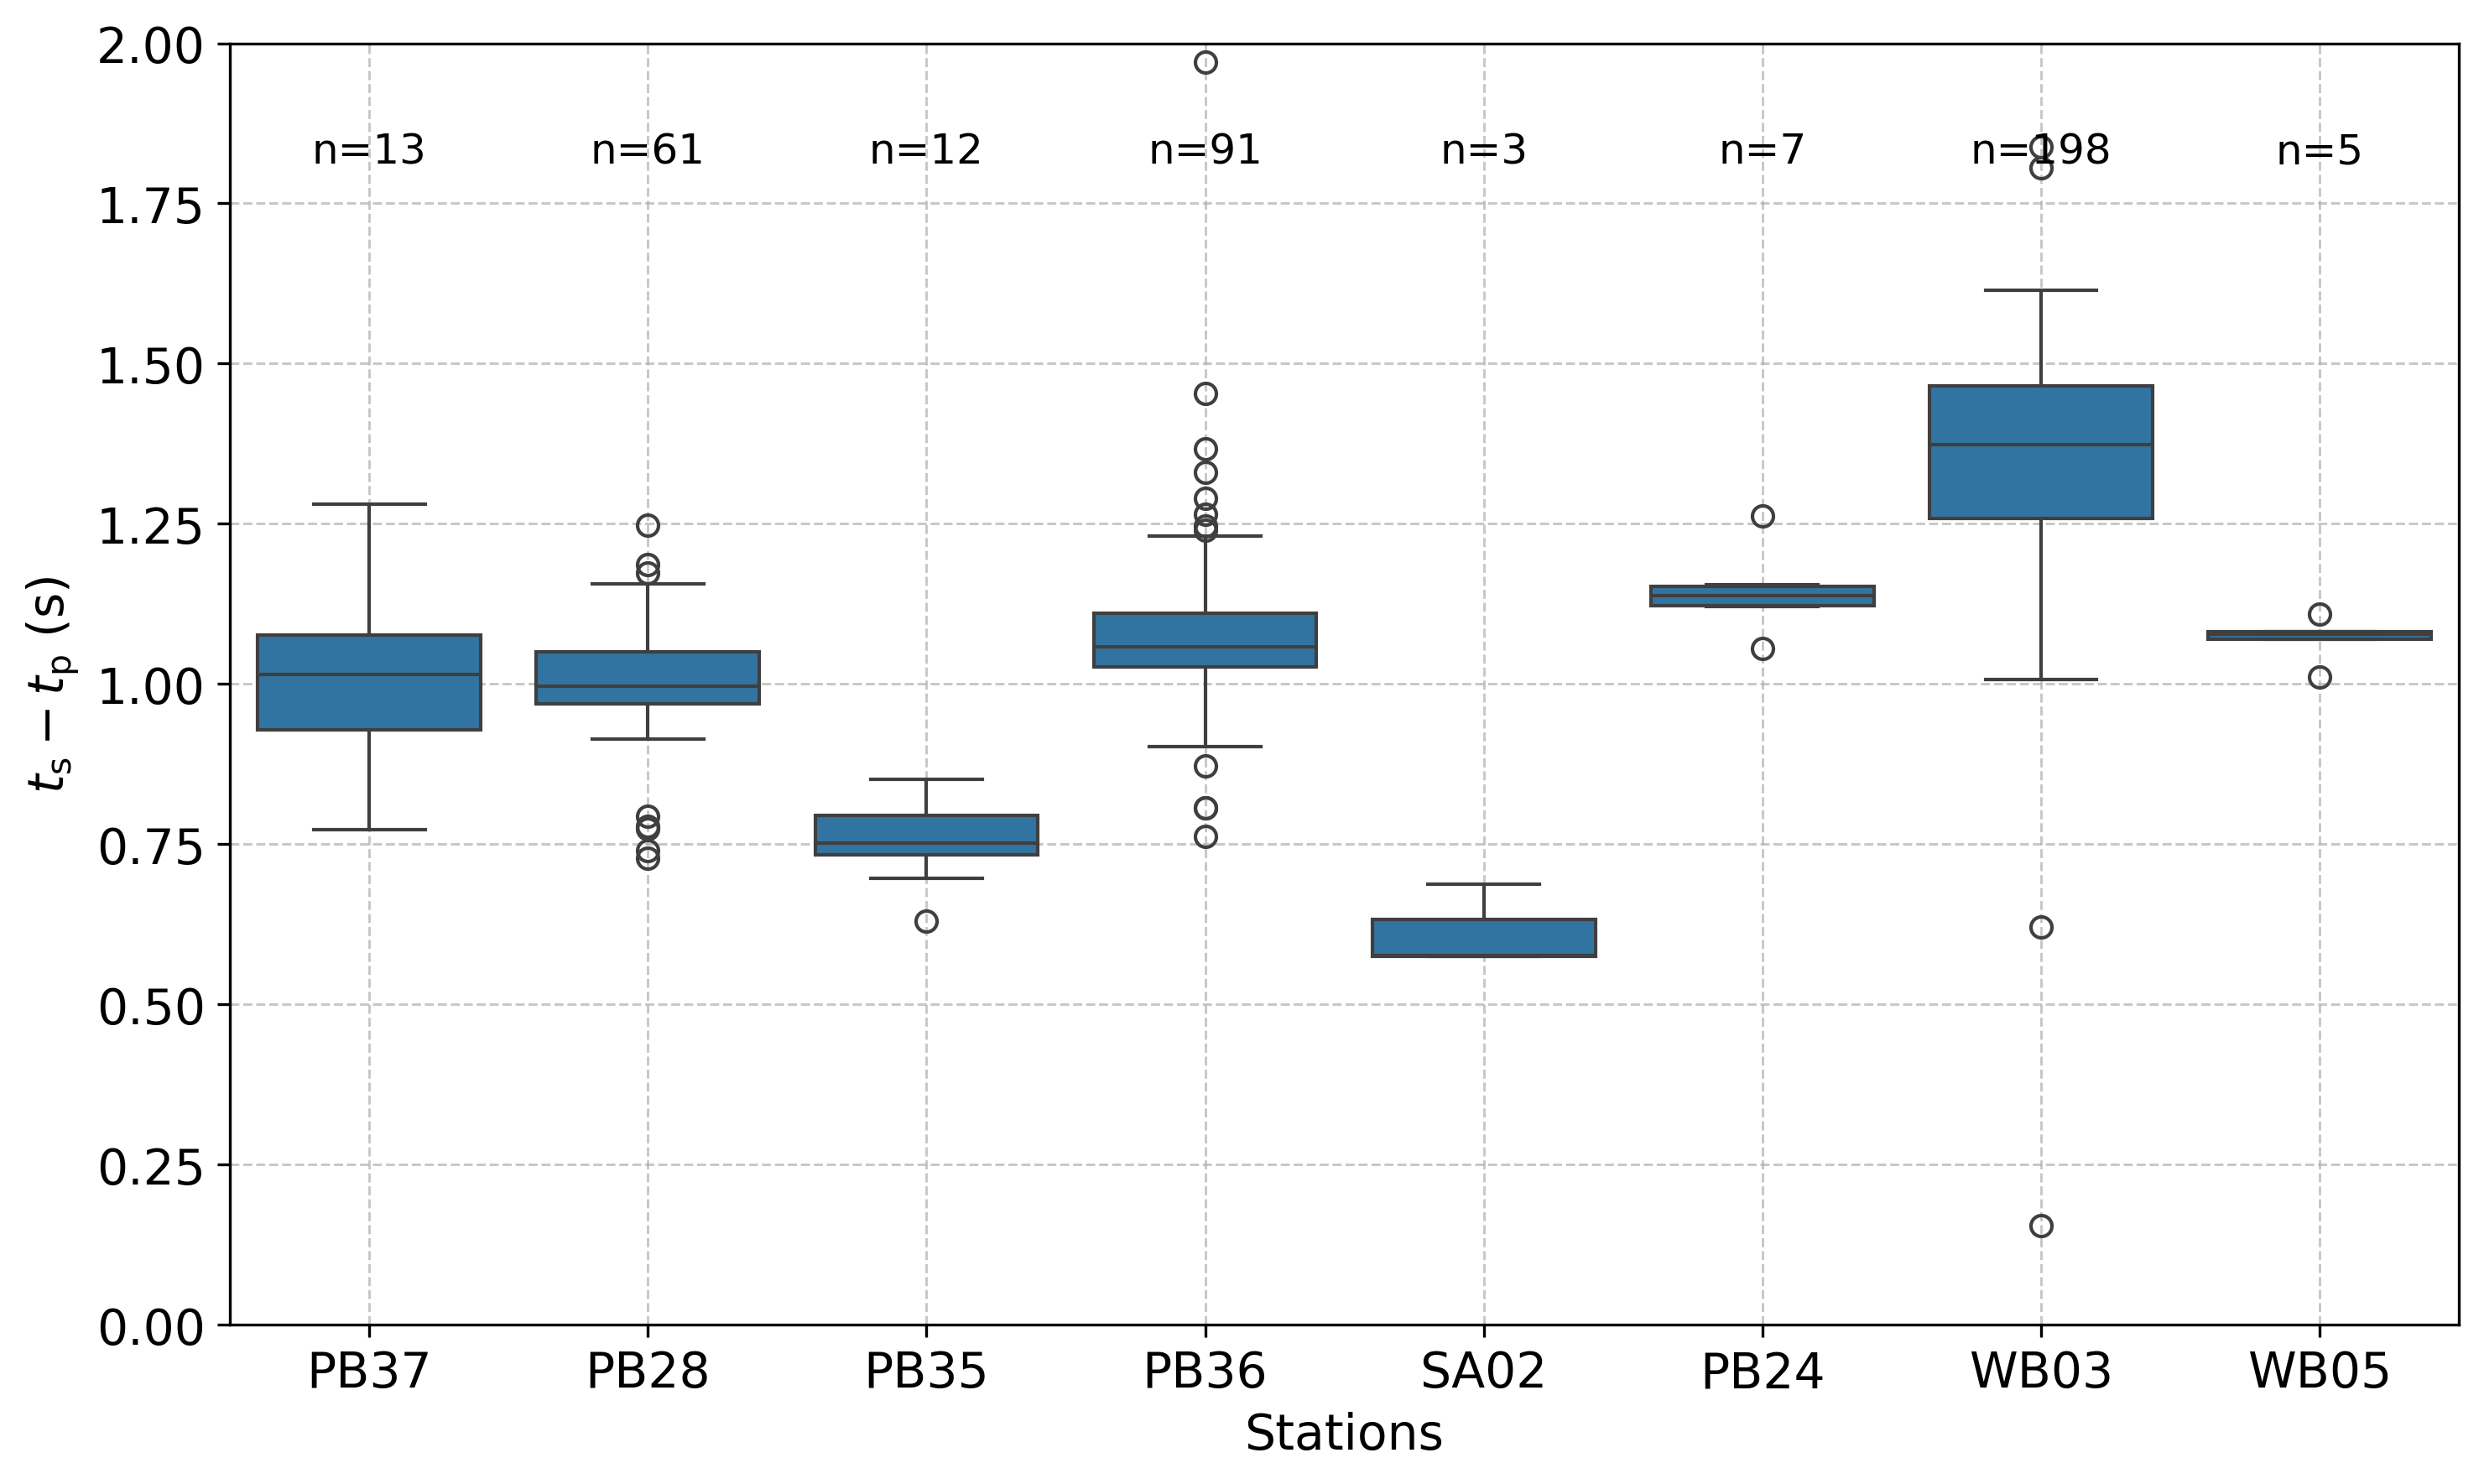 2.00
n=13 n=61 n=12 n=91 n=3 n=7 n=198 n=5
1.75
1.50
1.25
1.00
0.75
0.50
0.25
0.00
tₛ − tₚ (s)
PB37 PB28 PB35 PB36 SA02 PB24 WB03 WB05
Stations